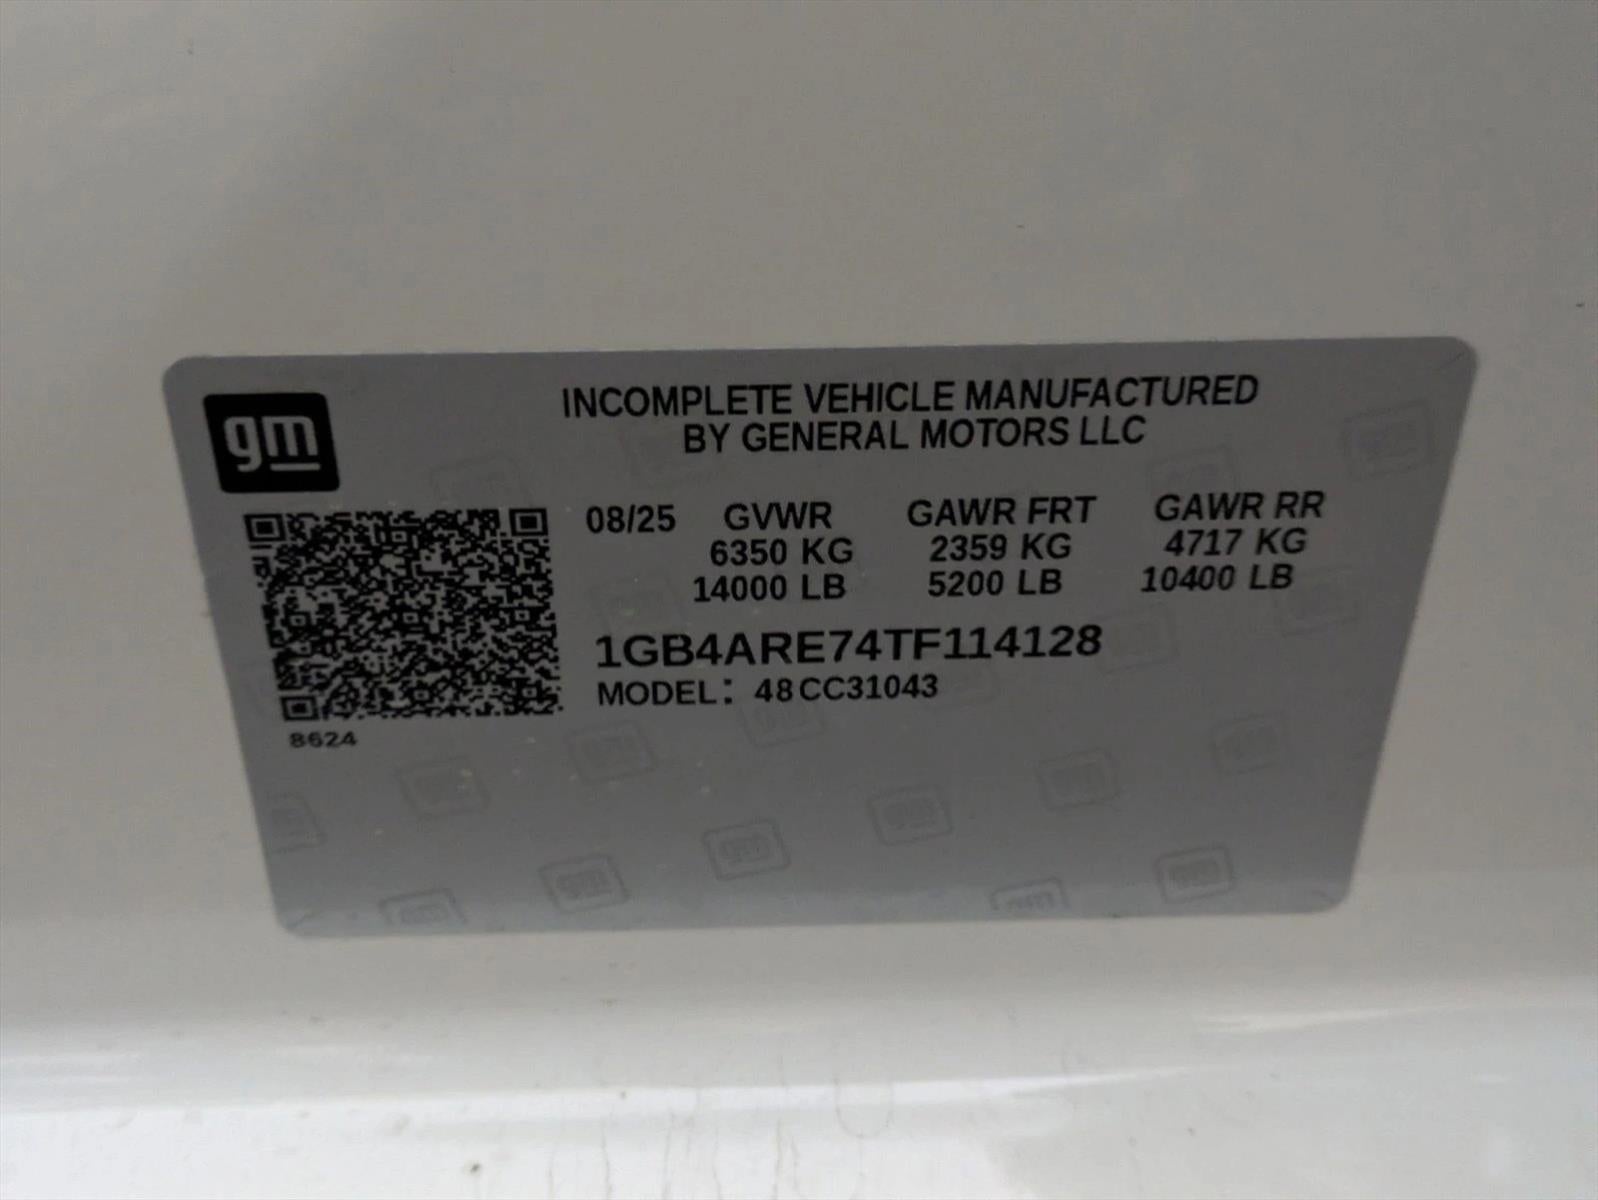 gm
INCOMPLETE VEHICLE MANUFACTURED
BY GENERAL MOTORS LLC
08/25 GVWR GAWR FRT GAWR RR
6350 KG 2359 KG 4717 KG
14000 LB 5200 LB 10400 LB
1GB4ARE74TF114128
MODEL: 48CC31043
8624